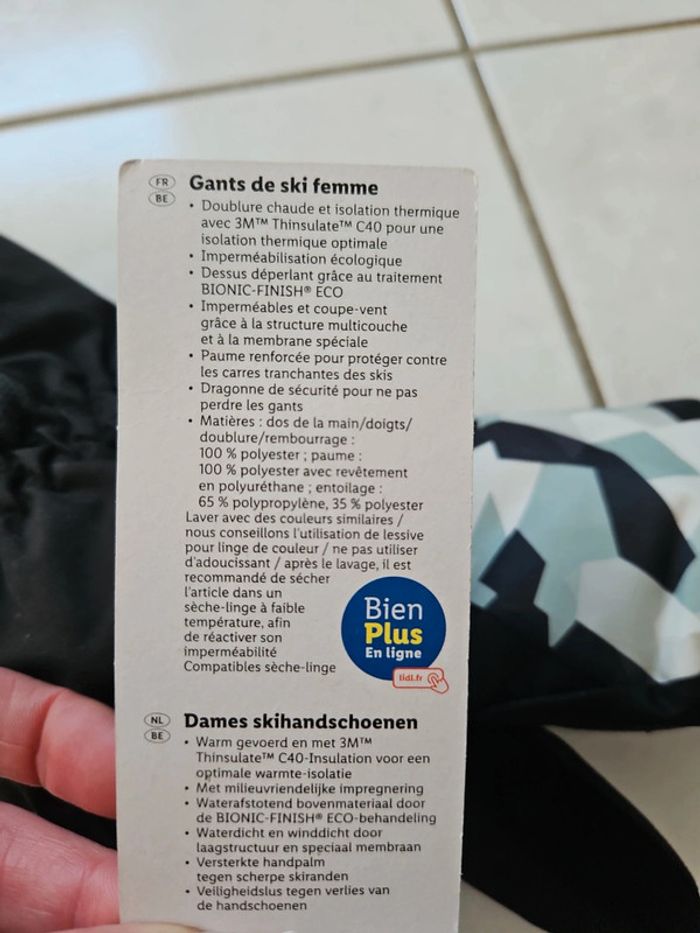 FR
BE
Gants de ski femme
• Doublure chaude et isolation thermique
avec 3M™ Thinsulate™ C40 pour une
isolation thermique optimale
• Imperméabilisation écologique
• Dessus déperlant grâce au traitement
BIONIC-FINISH® ECO
• Imperméables et coupe-vent
grâce à la structure multicouche
et à la membrane spéciale
• Paume renforcée pour protéger contre
les carres tranchantes des skis
• Dragonne de sécurité pour ne pas
perdre les gants
• Matières : dos de la main/doigts/
doublure/rembourrage :
100 % polyester ; paume :
100 % polyester avec revêtement
en polyuréthane ; entoilage :
65 % polypropylène, 35 % polyester
Laver avec des couleurs similaires /
nous conseillons l'utilisation de lessive
pour linge de couleur / ne pas utiliser
d'adoucissant / après le lavage, il est
recommandé de sécher
l'article dans un
sèche-linge à faible
température, afin
de réactiver son
imperméabilité
Compatibles sèche-linge
Bien
Plus
En ligne
lidl.fr
NL
BE
Dames skihandschoenen
• Warm gevoerd en met 3M™
Thinsulate™ C40-Insulation voor een
optimale warmte-isolatie
• Met milieuvriendelijke impregnering
• Waterafstotend bovenmateriaal door
de BIONIC-FINISH® ECO-behandeling
• Waterdicht en winddicht door
laagstructuur en speciaal membraan
• Versterkte handpalm
tegen scherpe skiranden
• Veiligheidslus tegen verlies van
de handschoenen